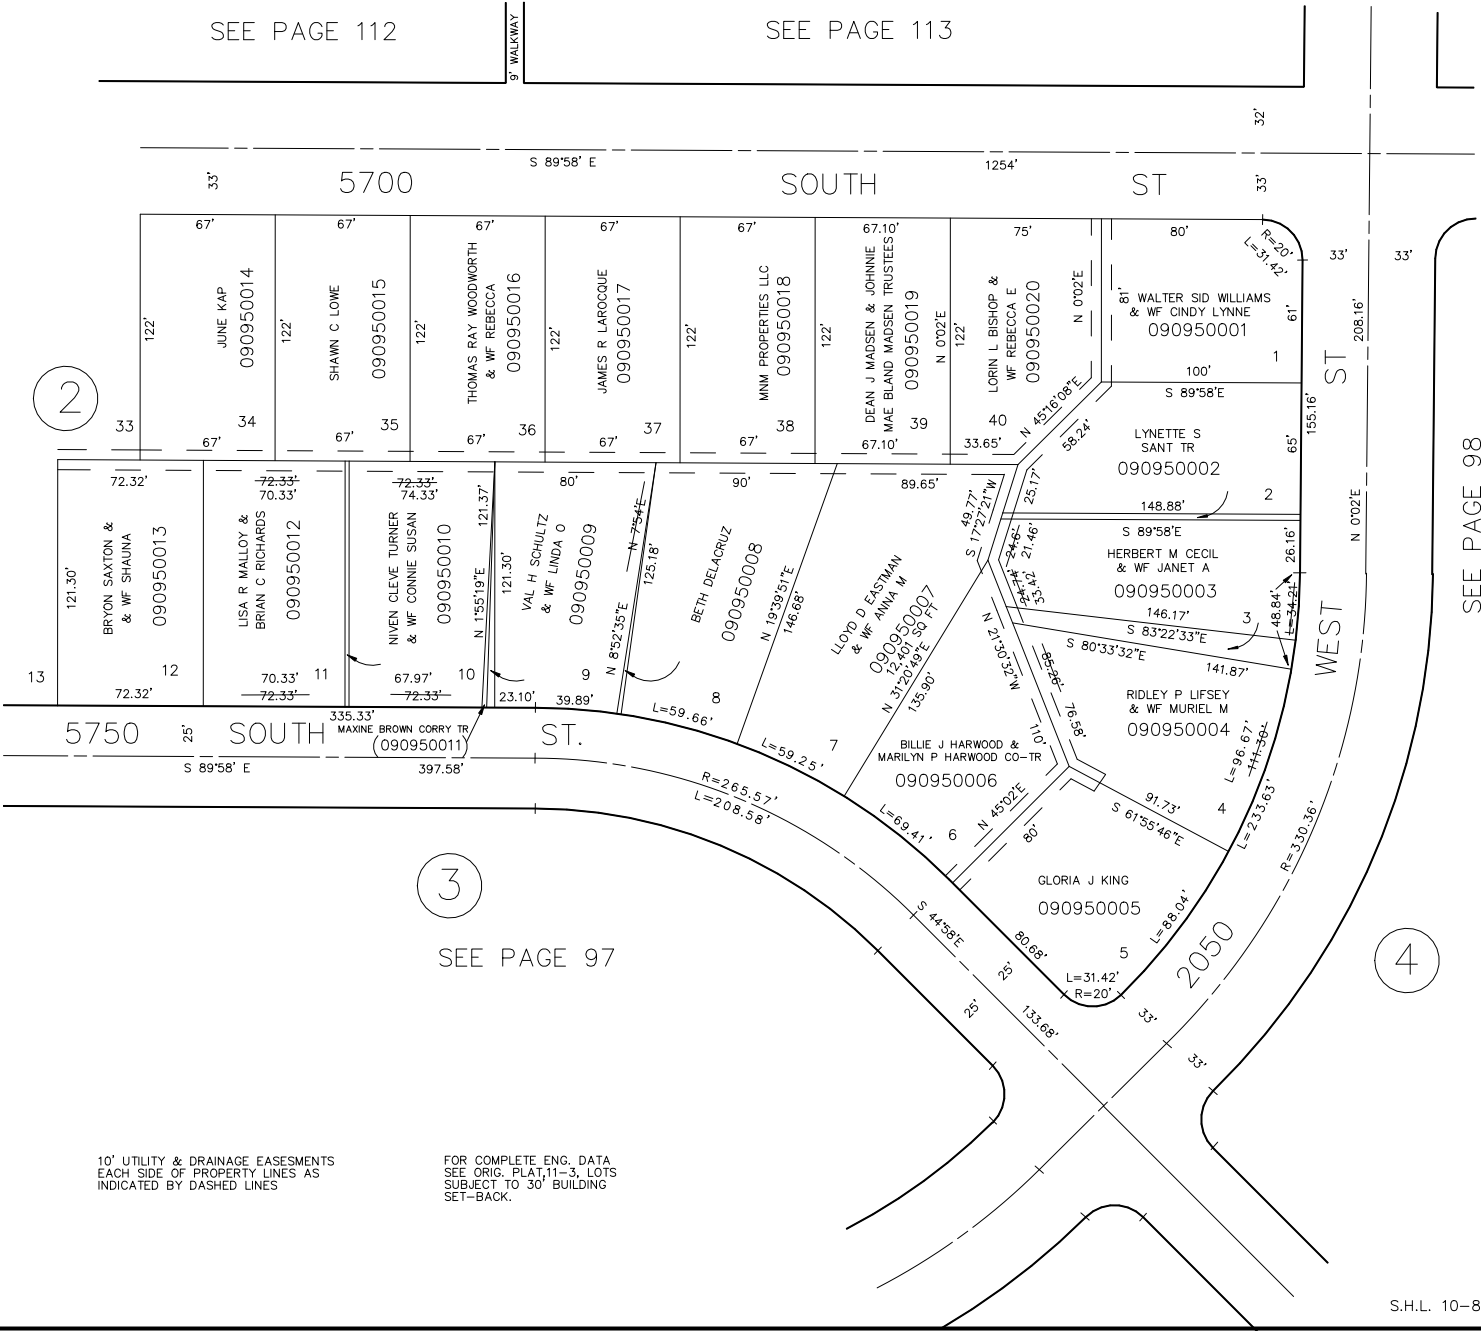 SEE PAGE 112
9' WALKWAY
SEE PAGE 113
32'
S 89°58' E
1254'
33'
5700
SOUTH
ST
33'
67'
67'
67'
67'
67'
67.10'
75'
80'
R=20'
L=31.42'
33'
33'
122'
JUNE KAP
090950014
122'
SHAWN C LOWE
090950015
122'
THOMAS RAY WOODWORTH
& WF REBECCA
090950016
122'
JAMES R LAROCQUE
090950017
122'
MNM PROPERTIES LLC
090950018
122'
DEAN J MADSEN & JOHNNIE
MAE BLAND MADSEN TRUSTEES
090950019
N 0°02'E
122'
LORIN L BISHOP &
WF REBECCA E
090950020
N 0°02'E
81'
WALTER SID WILLIAMS
& WF CINDY LYNNE
090950001
61'
1
100'
S 89°58'E
208.16'
ST
155.16'
2
33
34
35
36
37
38
39
40
67'
67'
67'
67'
67'
67.10'
33.65'
N 45°16'08"E
58.24'
LYNETTE S
SANT TR
090950002
65'
2
148.88'
S 89°58'E
SEE PAGE 98
72.32'
72.33'
70.33'
72.33'
74.33'
80'
90'
89.65'
121.30'
BRYON SAXTON &
& WF SHAUNA
090950013
LISA R MALLOY &
BRIAN C RICHARDS
090950012
NIVEN CLEVE TURNER
& WF CONNIE SUSAN
090950010
N 1°55'19"E
121.37'
121.30'
VAL H SCHULTZ
& WF LINDA O
090950009
N 8°52'35"E
N 7°54'E
125.18'
BETH DELACRUZ
090950008
N 19°39'51"E
146.68'
LLOYD D EASTMAN
& WF ANNA M
090950007
12,401 SQ FT
N 31°20'49"E
135.90'
49.77'
S 17°27'21"W
25.17'
24.6'
21.46'
24.74'
33.42'
HERBERT M CECIL
& WF JANET A
090950003
26.16'
N 0°02'E
146.17'
S 83°22'33"E
3
48.84'
L=34.21'
S 80°33'32"E
141.87'
WEST
N 21°30'32"W
85.26'
76.58'
110'
RIDLEY P LIFSEY
& WF MURIEL M
090950004
L=96.67'
111.30'
4
13
12
11
10
9
8
7
6
72.32'
70.33'
72.33'
67.97'
72.33'
23.10'
39.89'
L=59.66'
L=59.25'
L=69.41'
335.33'
MAXINE BROWN CORRY TR
(090950011)
5750
25'
SOUTH
ST.
S 89°58' E
397.58'
R=265.57'
L=208.58'
BILLIE J HARWOOD &
MARILYN P HARWOOD CO-TR
090950006
N 45°02'E
80'
91.73'
S 61°55'46"E
L=233.63'
R=330.36'
GLORIA J KING
090950005
5
L=88.04'
2050
3
SEE PAGE 97
S 44°58'E
80.68'
25'
25'
133.68'
L=31.42'
R=20'
33'
33'
4
10' UTILITY & DRAINAGE EASESMENTS
EACH SIDE OF PROPERTY LINES AS
INDICATED BY DASHED LINES
FOR COMPLETE ENG. DATA
SEE ORIG. PLAT,11-3, LOTS
SUBJECT TO 30' BUILDING
SET-BACK.
S.H.L. 10-8